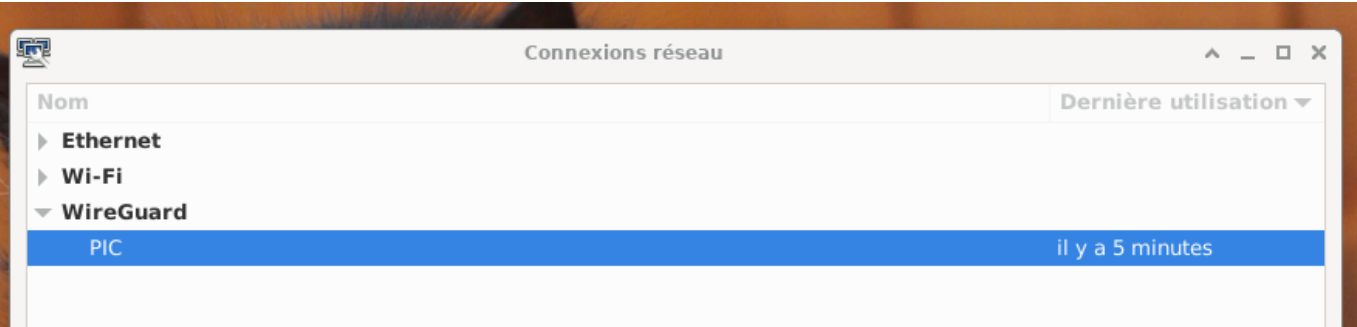 Connexions réseau
Nom Dernière utilisation
Ethernet
Wi-Fi
WireGuard
PIC il y a 5 minutes